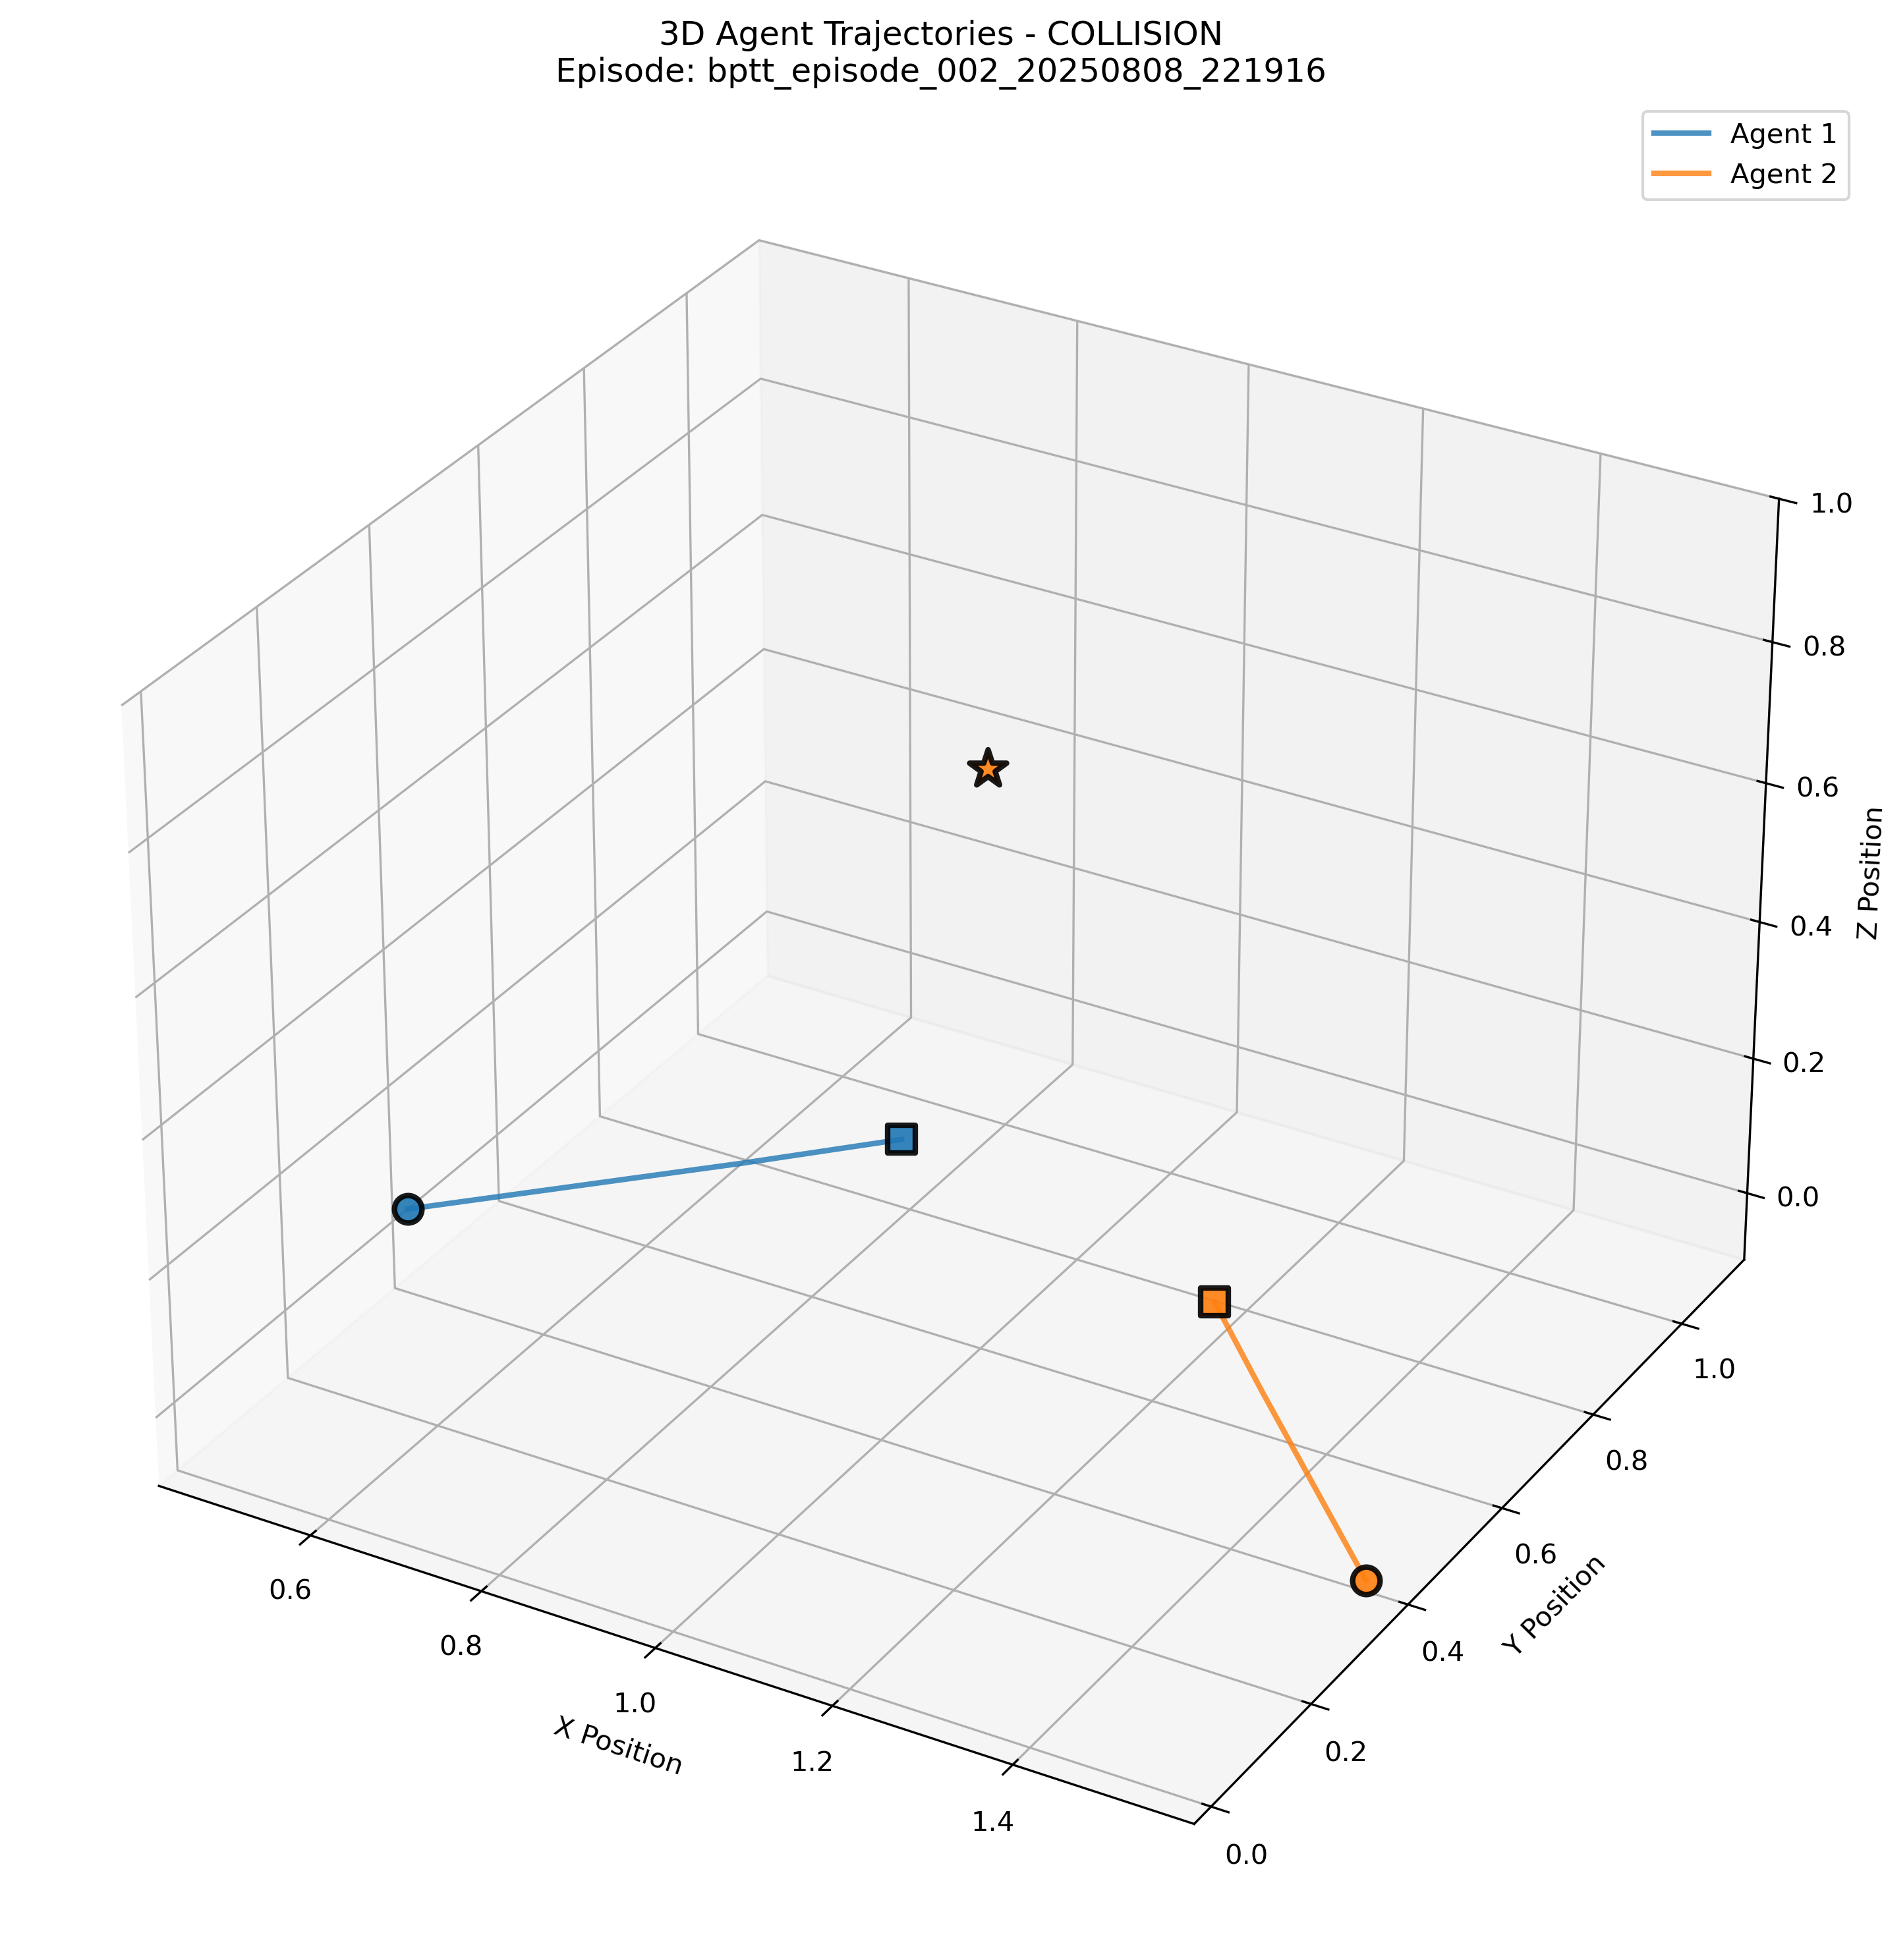 3D Agent Trajectories - COLLISION
Episode: bptt_episode_002_20250808_221916
Agent 1
Agent 2
1.0
0.8
0.6
0.4
0.2
0.0
Z Position
1.0
0.8
0.6
0.4
0.2
0.0
Y Position
0.6
0.8
1.0
1.2
1.4
X Position